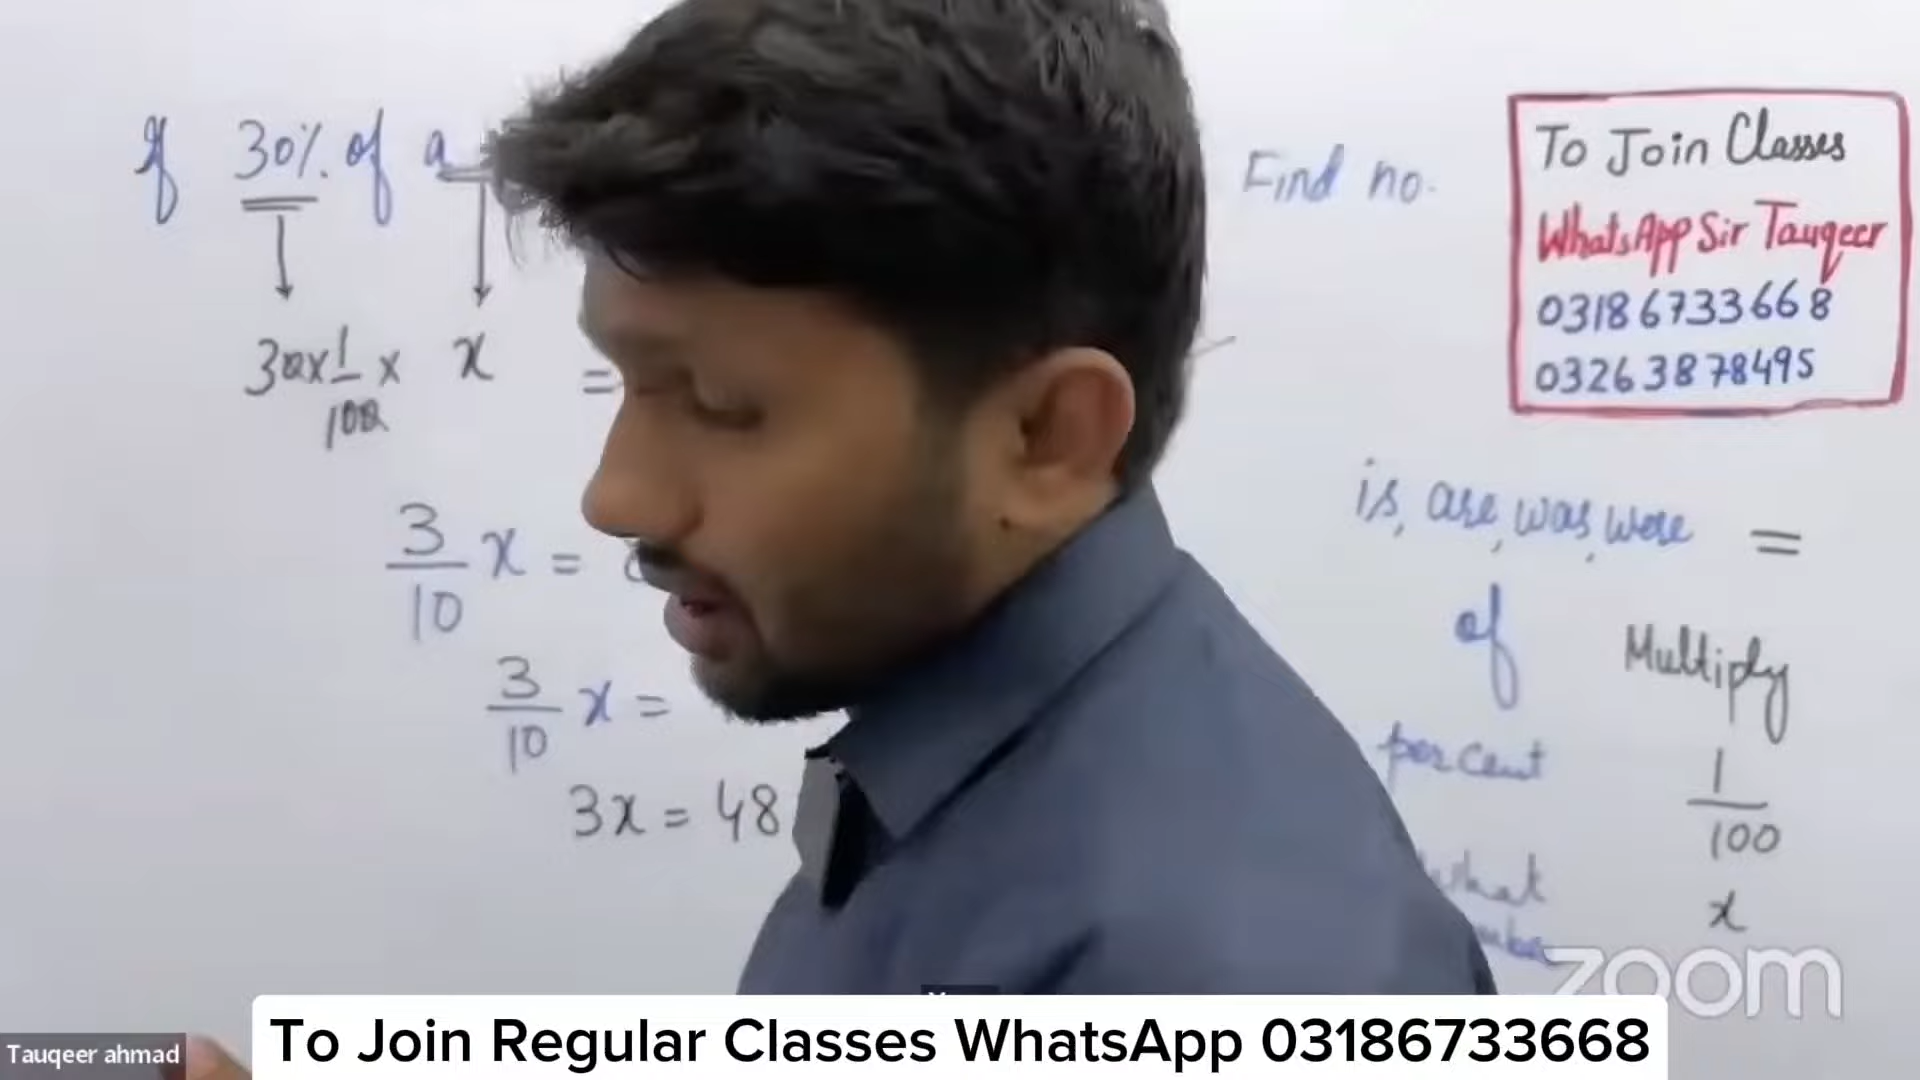 If 30% of a
Find no.
30x1/100 x x =
3/10 x =
3/10 x =
3x = 48
To Join Classes
WhatsApp Sir Tauqeer
03186733668
03263878495
is, are, was, were =
of Multiply
percent 1/100
what x
zoom
Tauqeer ahmad
To Join Regular Classes WhatsApp 03186733668